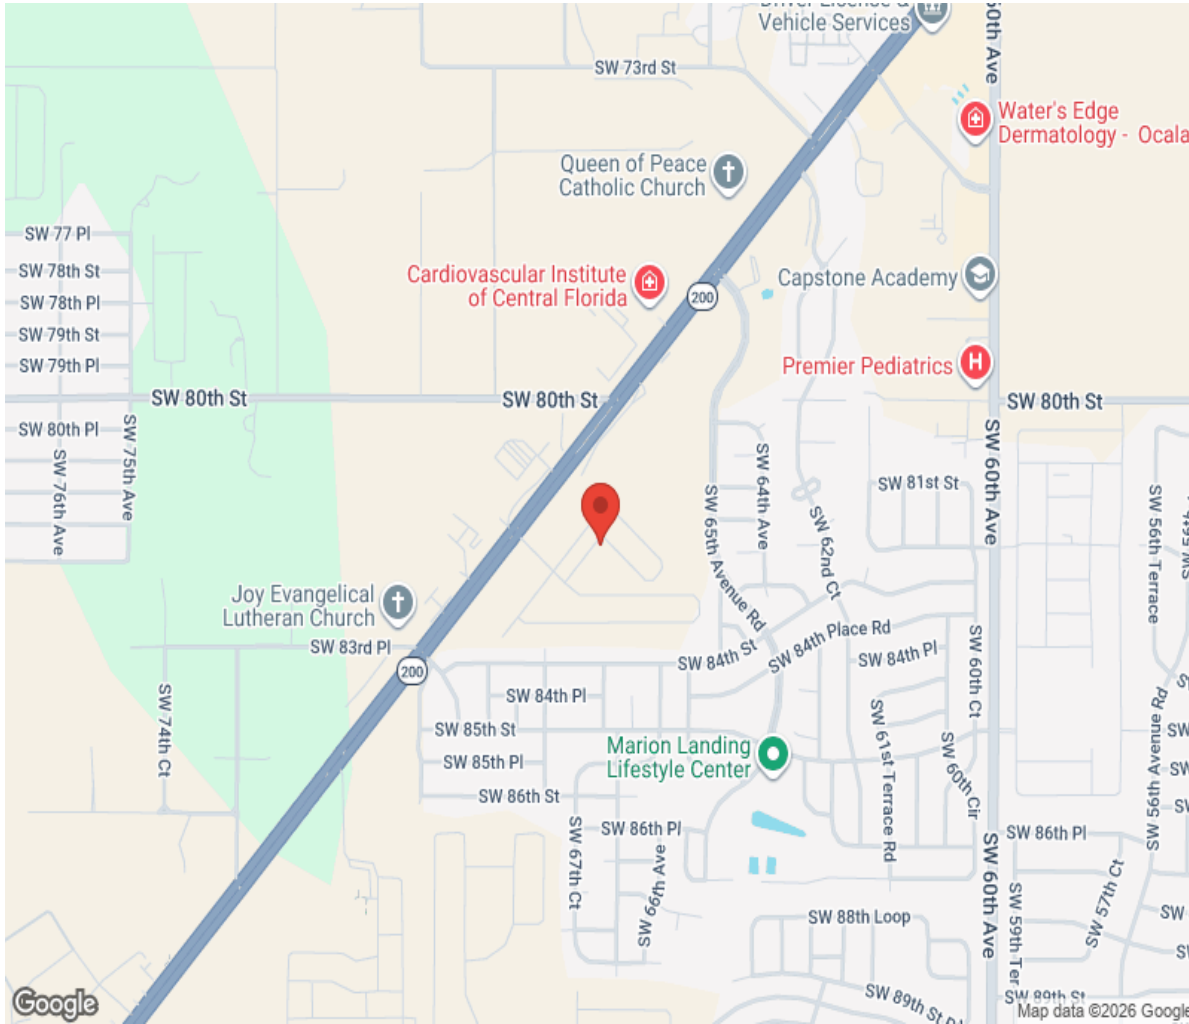 Driver License &
Vehicle Services
60th Ave
SW 73rd St
Water's Edge
Dermatology - Ocala
Queen of Peace
Catholic Church
SW 77 Pl
SW 78th St
Cardiovascular Institute
of Central Florida
200
Capstone Academy
SW 78th Pl
SW 79th St
SW 79th Pl
Premier Pediatrics
H
SW 80th St
SW 80th St
SW 80th St
SW 80th Pl
SW 75th Ave
SW 76th Ave
SW 60th Ave
SW 64th Ave
SW 81st St
SW 65th Avenue Rd
SW 62nd Ct
SW 56th Terrace
Joy Evangelical
Lutheran Church
SW 83rd Pl
200
SW 84th St
SW 84th Place Rd
SW 84th Pl
SW 60th Ct
SW 74th Ct
SW 84th Pl
SW 85th St
SW 61st Terrace Rd
SW 56th Avenue Rd
Marion Landing
Lifestyle Center
SW 85th Pl
SW 86th St
SW 60th Cir
SW 67th Ct
SW 86th Pl
SW 66th Ave
SW 60th Ave
SW 86th Pl
SW 57th Ct
SW 88th Loop
SW 59th Ter
SW 89th St
SW 89th St
Google
Map data ©2026 Google